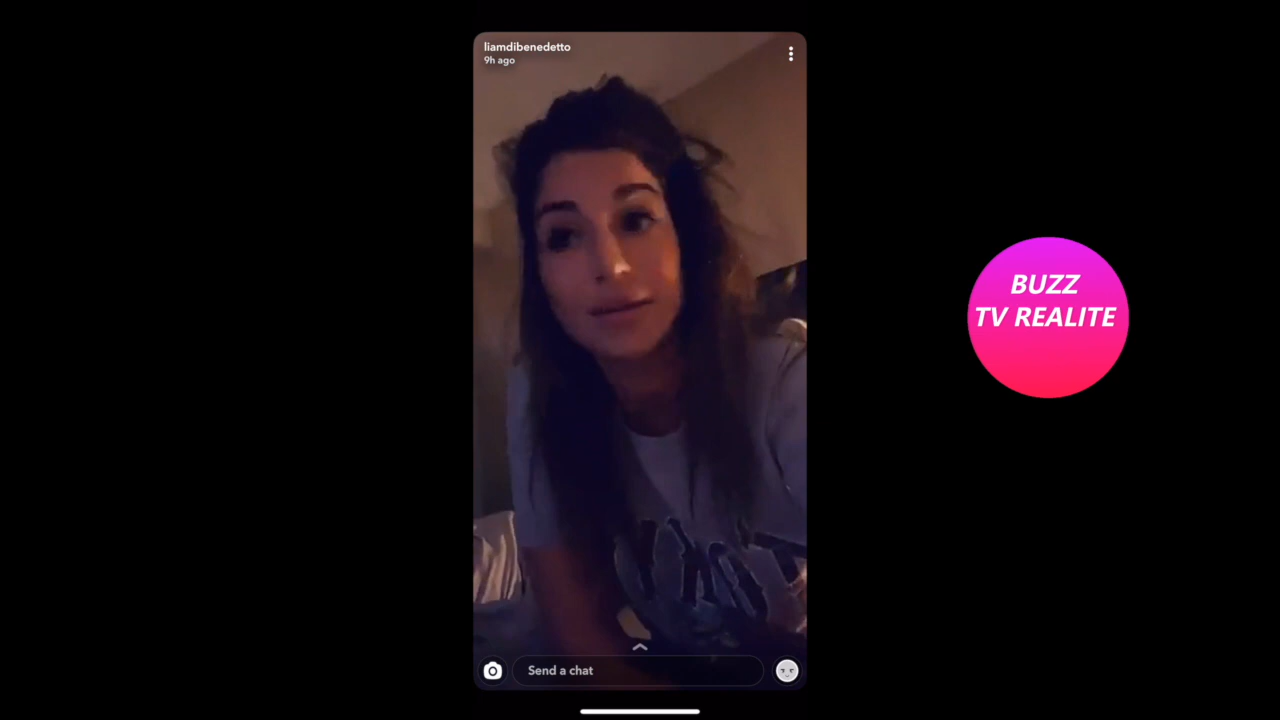 liamdibenedetto
9h ago
BUZZ
TV REALITE
Send a chat